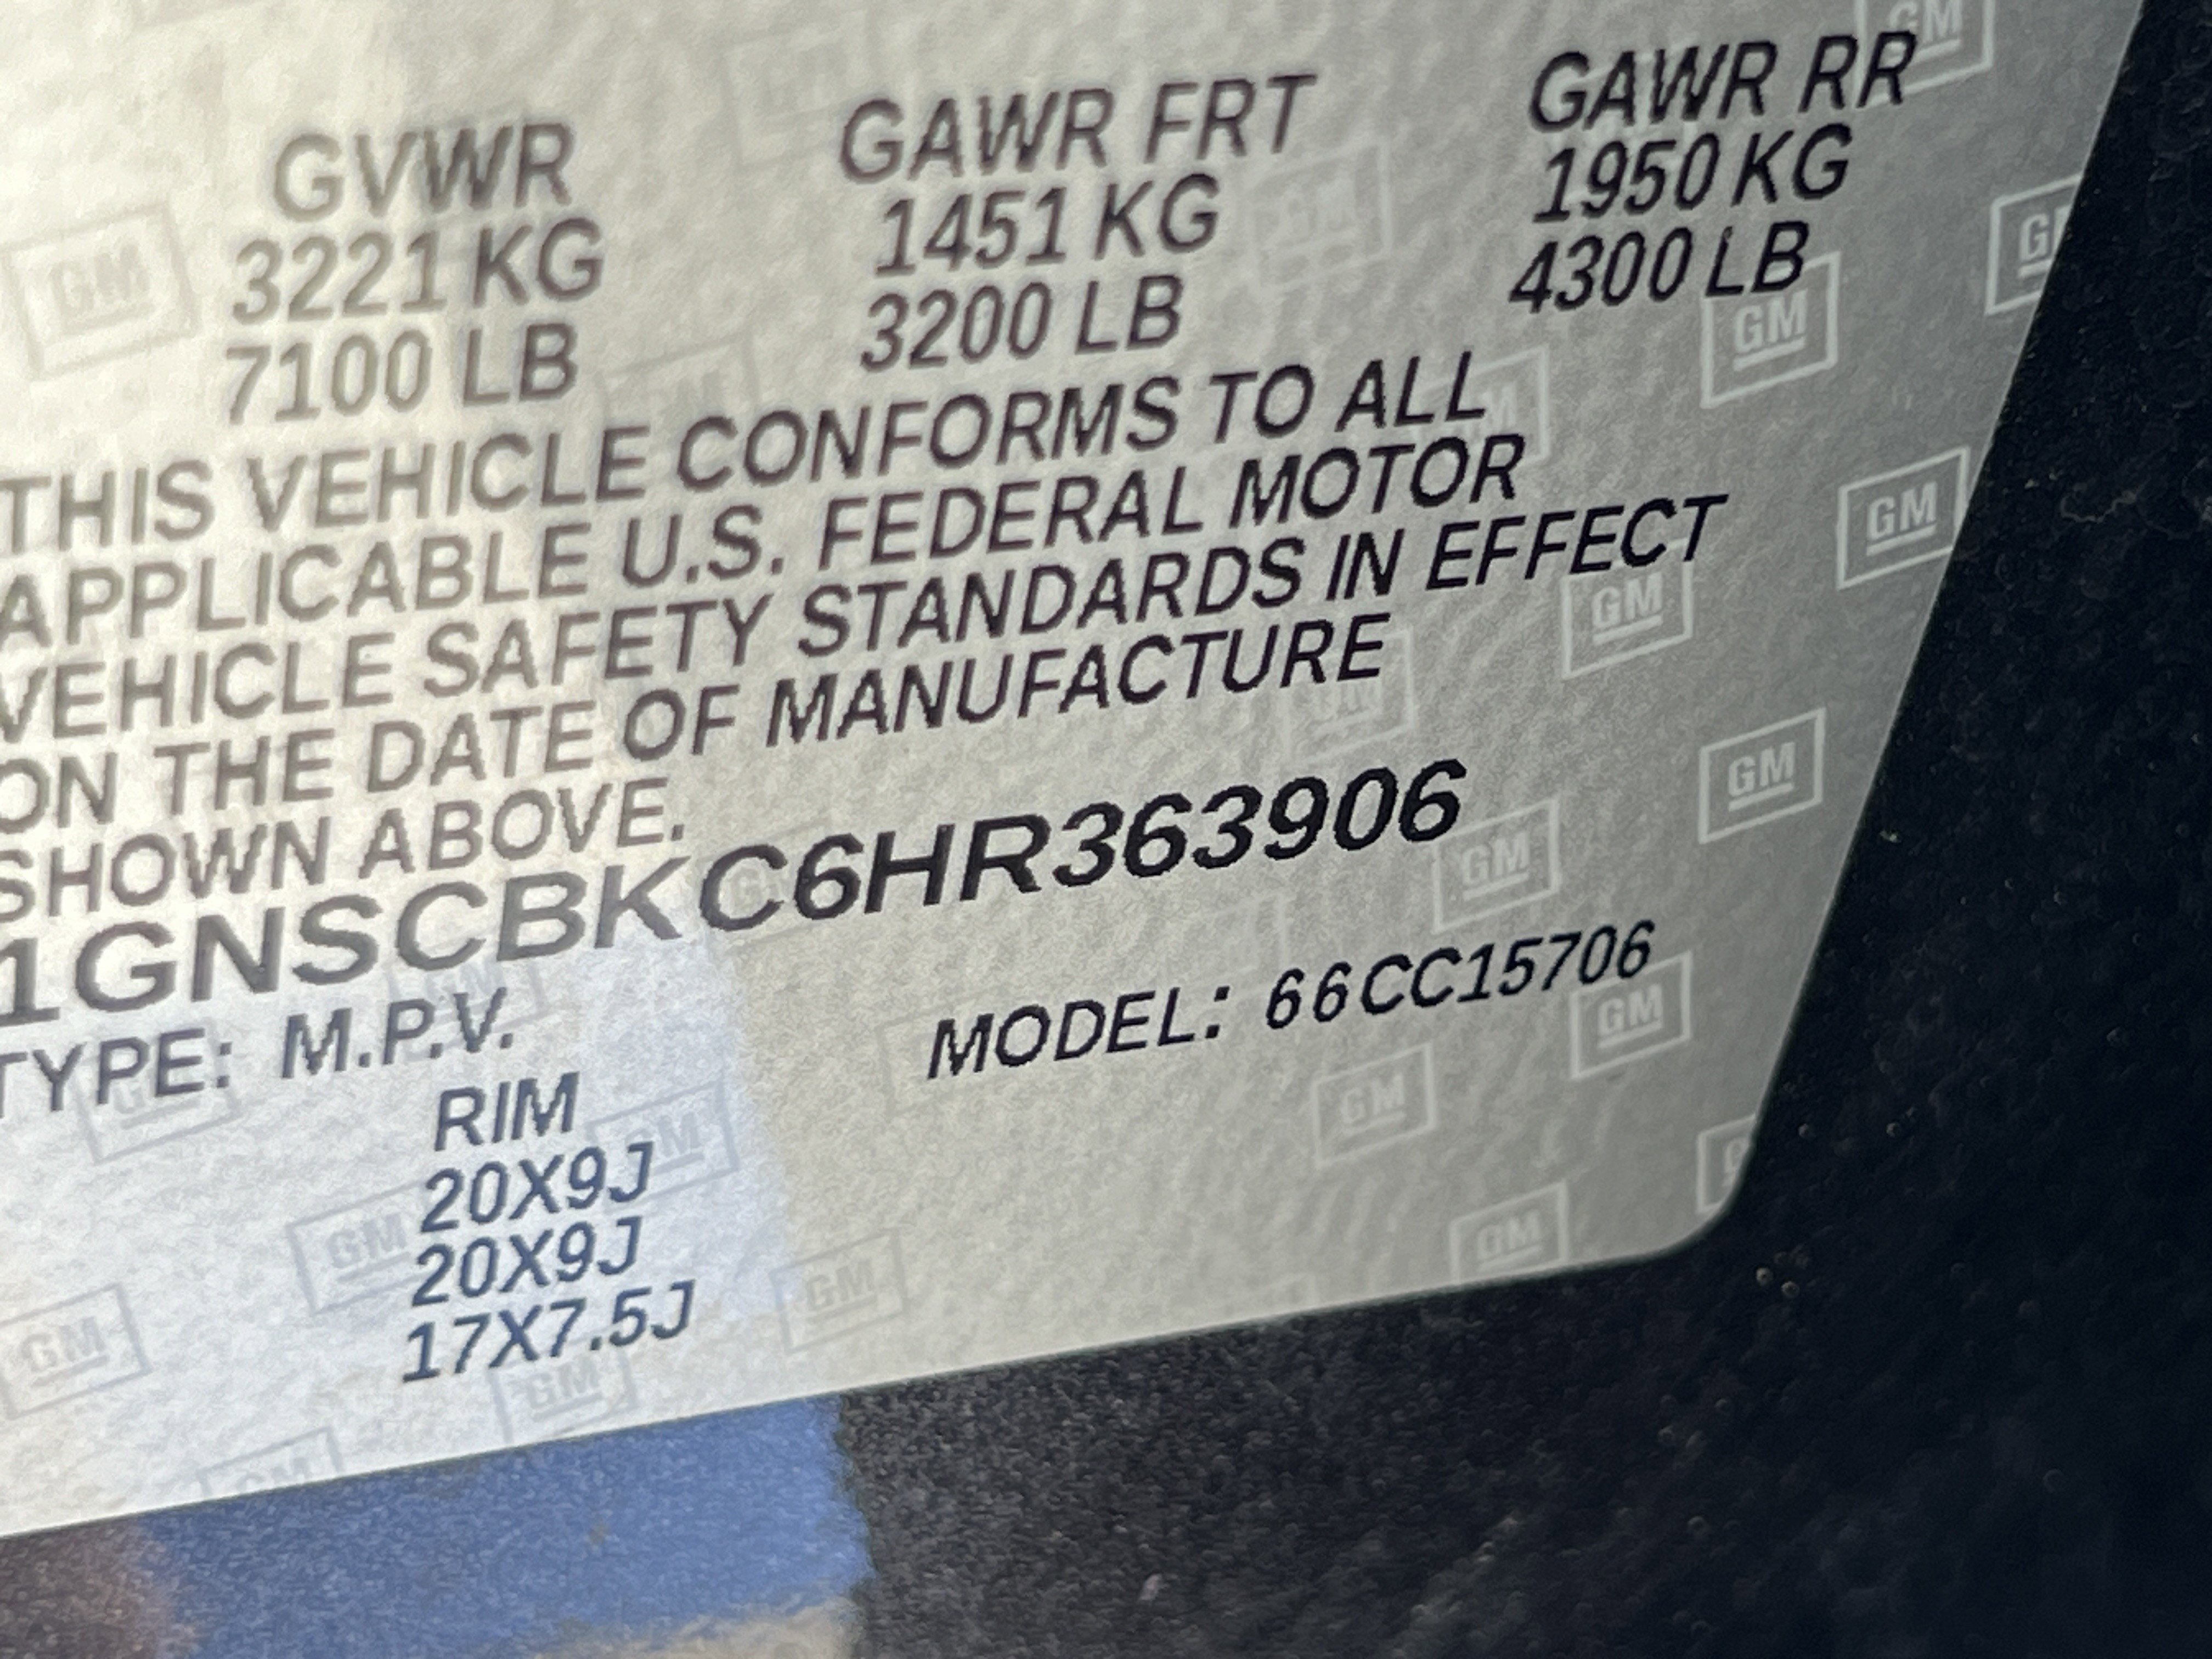 GVWR GAWR FRT GAWR RR
3221 KG 1451 KG 1950 KG
7100 LB 3200 LB 4300 LB
THIS VEHICLE CONFORMS TO ALL
APPLICABLE U.S. FEDERAL MOTOR
VEHICLE SAFETY STANDARDS IN EFFECT
ON THE DATE OF MANUFACTURE
SHOWN ABOVE.
1GNSCBKC6HR363906
TYPE: M.P.V. MODEL: 66CC15706
RIM
20X9J
20X9J
17X7.5J